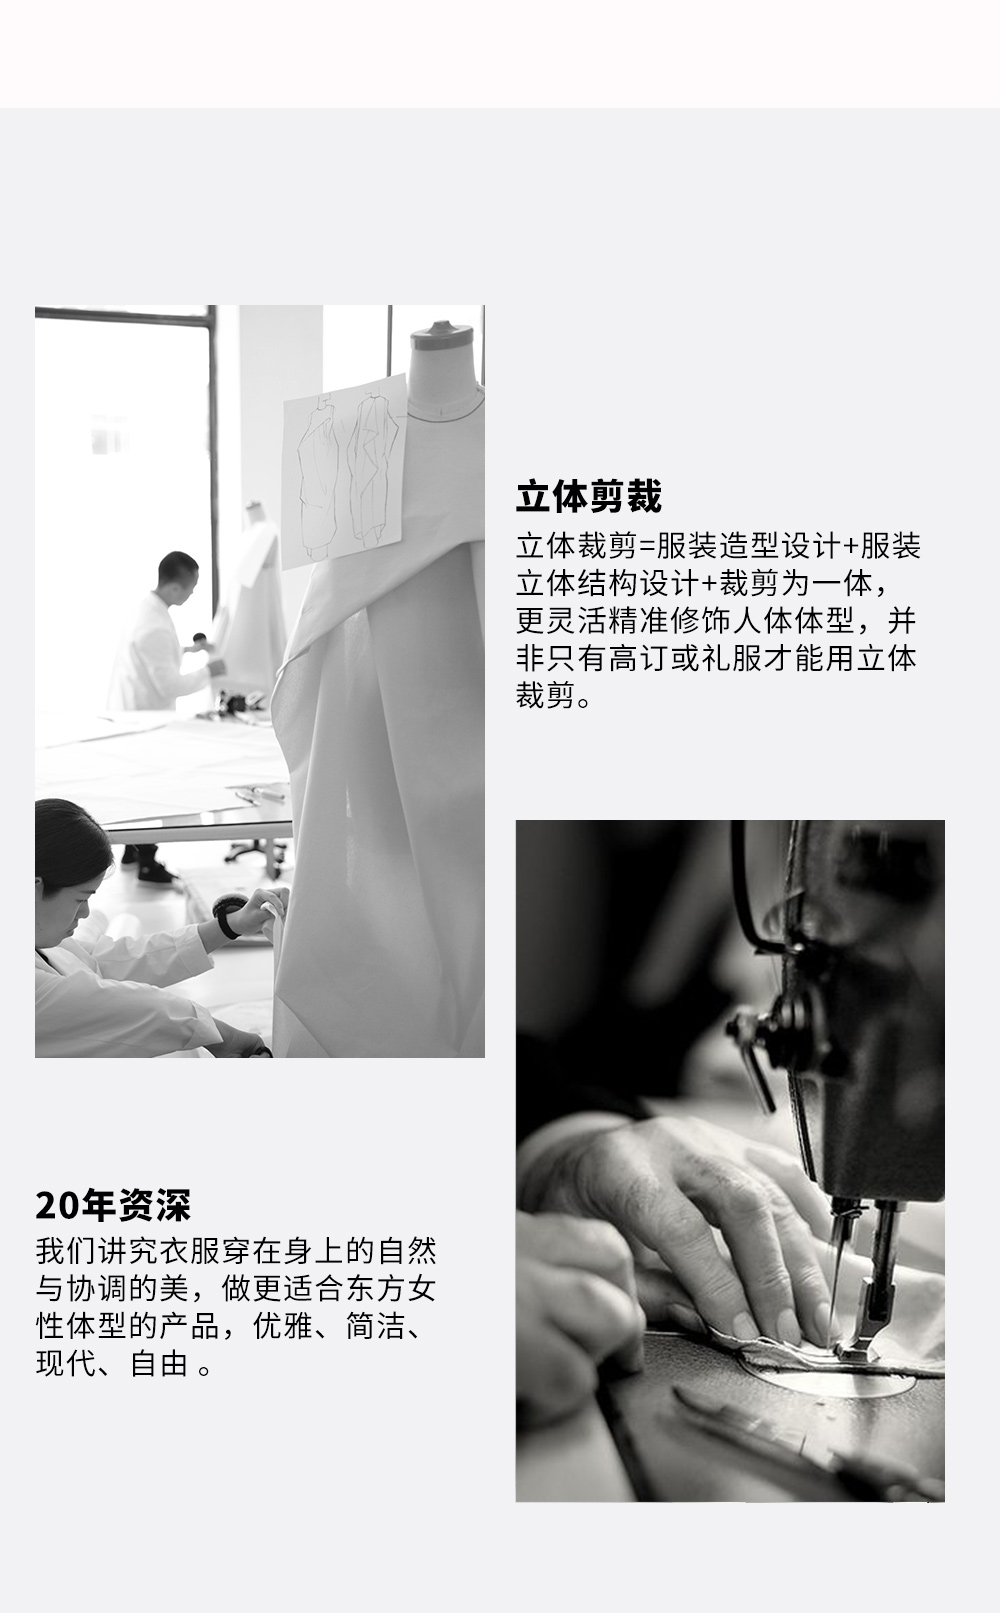 立体剪裁
立体裁剪=服装造型设计+服装
立体结构设计+裁剪为一体，
更灵活精准修饰人体体型，并
非只有高订或礼服才能用立体
裁剪。
20年资深
我们讲究衣服穿在身上的自然
与协调的美，做更适合东方女
性体型的产品，优雅、简洁、
现代、自由 。